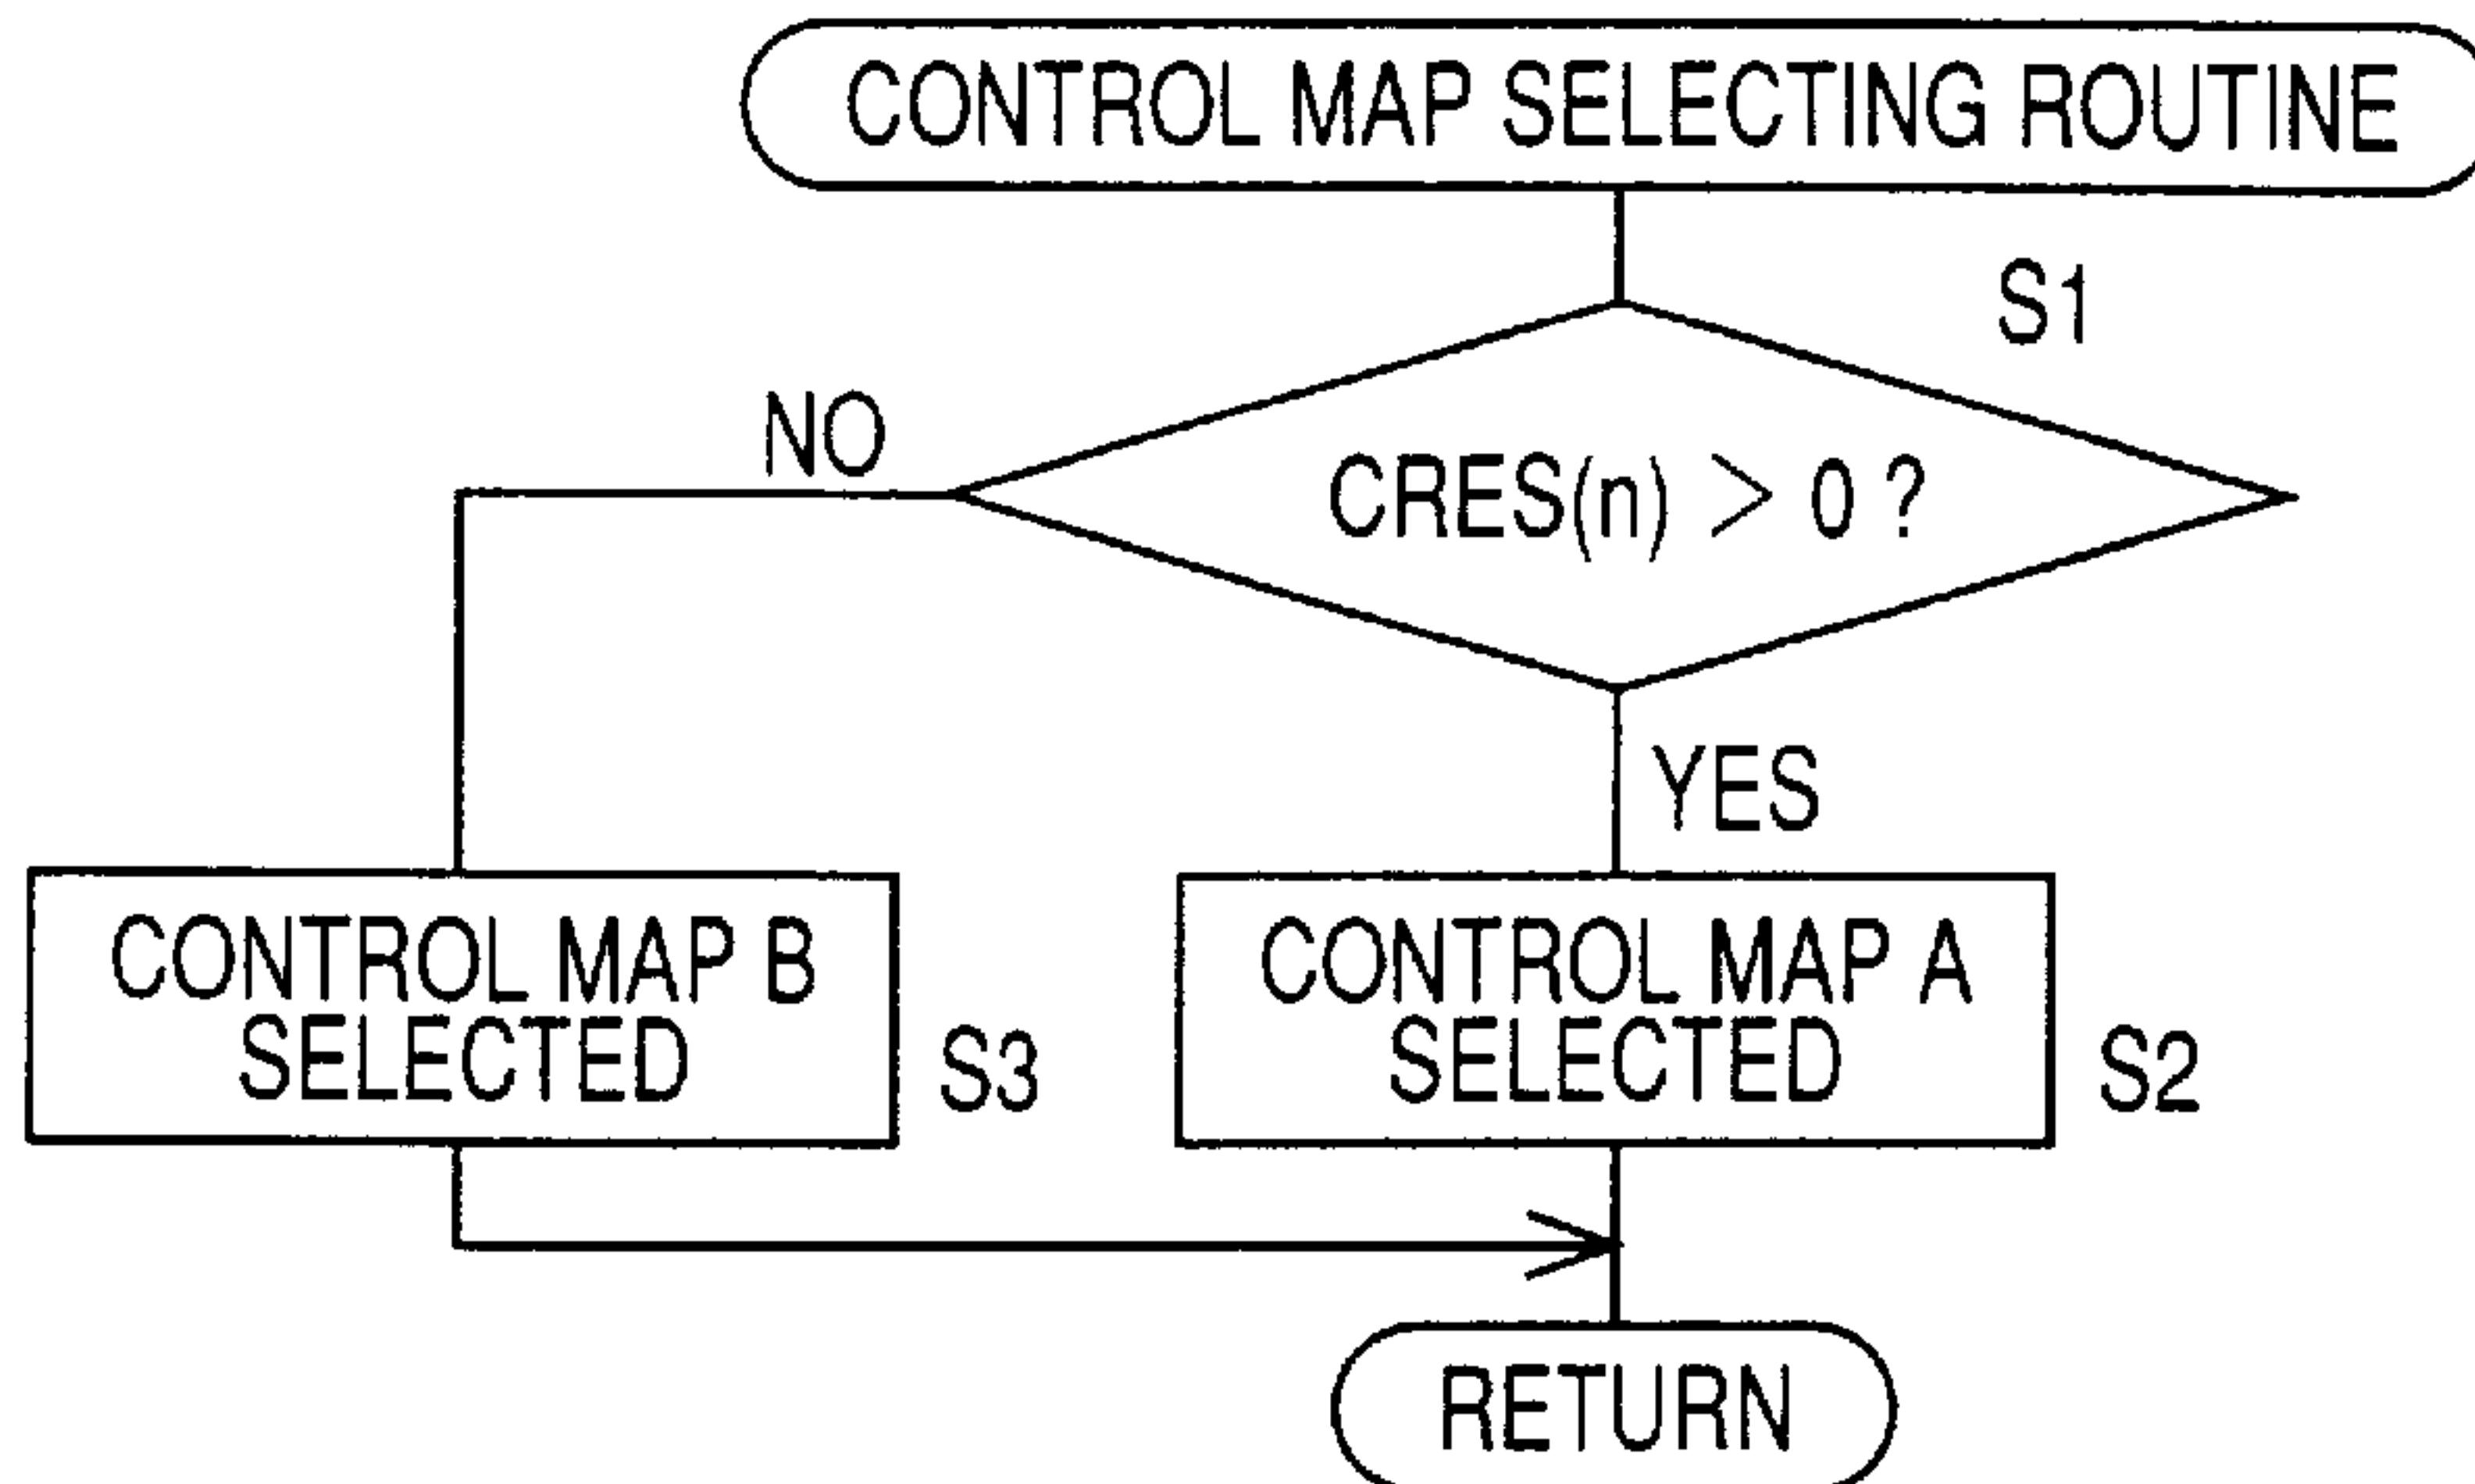 CONTROL MAP SELECTING ROUTINE
S1
NO
CRES(n) > 0 ?
YES
CONTROL MAP B
SELECTED
S3
CONTROL MAP A
SELECTED
S2
RETURN